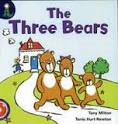 The
Three Bears
Tony Mitton
Tania Hurt-Newton